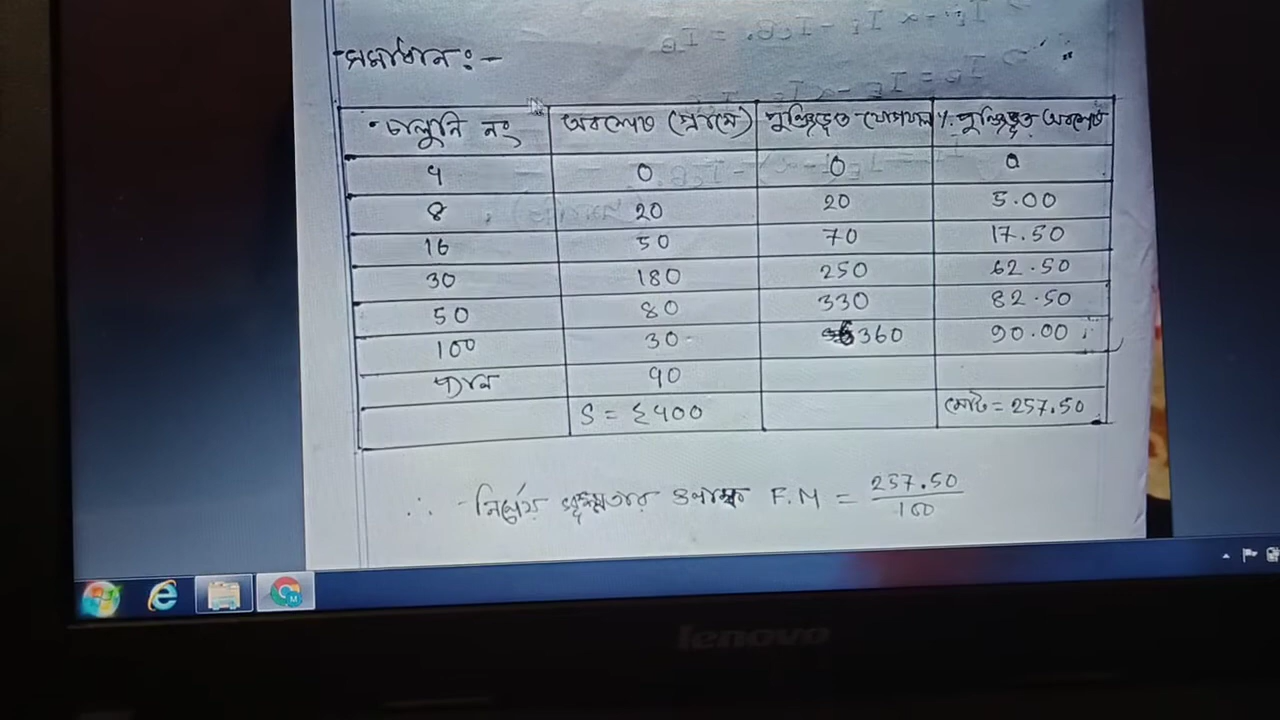 সমাধান:-
চালুনি নং অবশেষ (গ্রামে) পুঞ্জিভূত যোগফল % পুঞ্জিভূত অবশেষ
4 0 0 0
8 20 20 5.00
16 50 70 17.50
30 180 250 62.50
50 80 330 82.50
100 30 360 90.00
প্যান 40
S = ξ400 মোট = 257.50
∴ নির্ণেয় সূক্ষ্মতার গুণাঙ্ক F.M = 257.50
100
lenovo